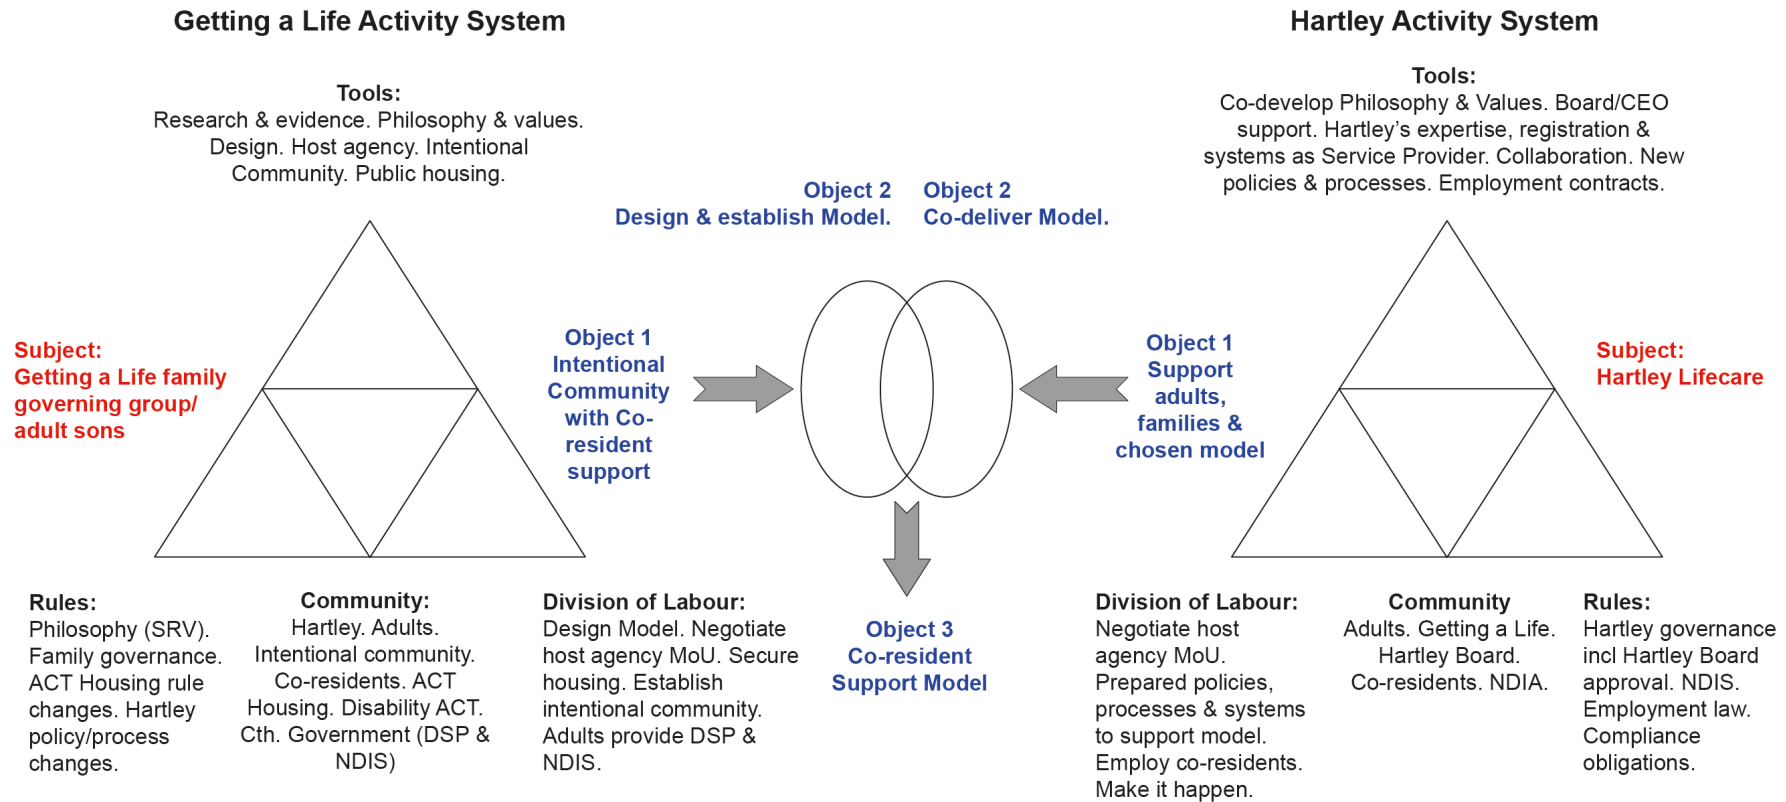 Getting a Life Activity System
Hartley Activity System
Tools:
Research & evidence. Philosophy & values.
Design. Host agency. Intentional
Community. Public housing.
Tools:
Co-develop Philosophy & Values. Board/CEO
support. Hartley’s expertise, registration &
systems as Service Provider. Collaboration. New
policies & processes. Employment contracts.
Object 2
Design & establish Model.
Object 2
Co-deliver Model.
Subject:
Getting a Life family
governing group/
adult sons
Object 1
Intentional
Community
with Co-
resident
support
Object 1
Support
adults,
families &
chosen model
Subject:
Hartley Lifecare
Rules:
Philosophy (SRV).
Family governance.
ACT Housing rule
changes. Hartley
policy/process
changes.
Community:
Hartley. Adults.
Intentional community.
Co-residents. ACT
Housing. Disability ACT.
Cth. Government (DSP &
NDIS)
Division of Labour:
Design Model. Negotiate
host agency MoU. Secure
housing. Establish
intentional community.
Adults provide DSP &
NDIS.
Object 3
Co-resident
Support Model
Division of Labour:
Negotiate host
agency MoU.
Prepared policies,
processes & systems
to support model.
Employ co-residents.
Make it happen.
Community
Adults. Getting a Life.
Hartley Board.
Co-residents. NDIA.
Rules:
Hartley governance
incl Hartley Board
approval. NDIS.
Employment law.
Compliance
obligations.